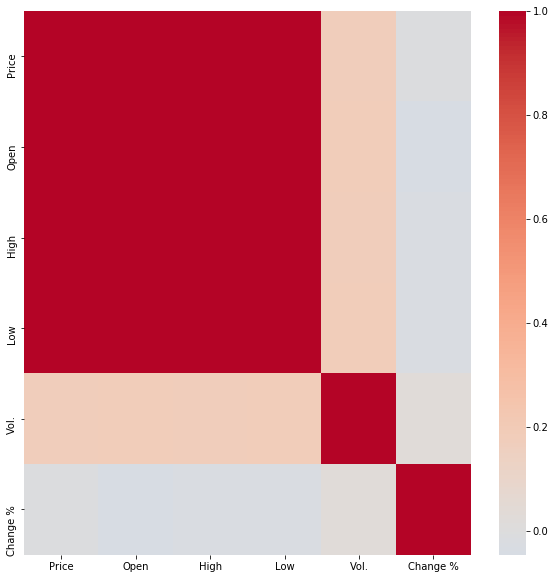 Price
Open
High
Low
Vol.
Change %
Price Open High Low Vol. Change %
1.0
0.8
0.6
0.4
0.2
0.0